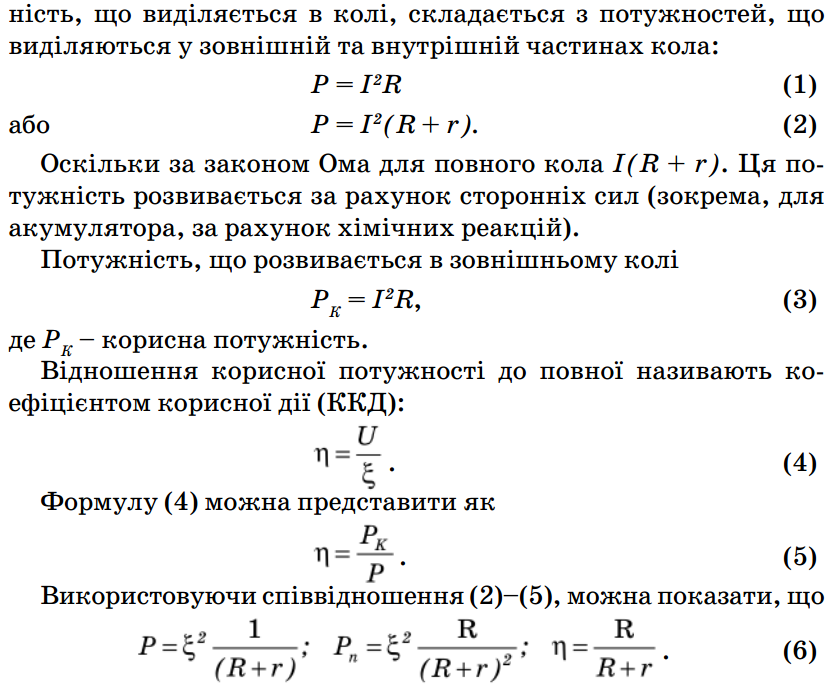 ність, що виділяється в колі, складається з потужностей, що
виділяються у зовнішній та внутрішній частинах кола:
P = I²R (1)
або P = I²(R + r). (2)
Оскільки за законом Ома для повного кола I(R + r). Ця по-
тужність розвивається за рахунок сторонніх сил (зокрема, для
акумулятора, за рахунок хімічних реакцій).
Потужність, що розвивається в зовнішньому колі
P_K = I²R, (3)
де P_K – корисна потужність.
Відношення корисної потужності до повної називають ко-
ефіцієнтом корисної дії (ККД):
η = U/ξ. (4)
Формулу (4) можна представити як
η = P_K/P. (5)
Використовуючи співвідношення (2)–(5), можна показати, що
P = ξ² 1/(R+r); P_n = ξ² R/(R+r)²; η = R/R+r. (6)